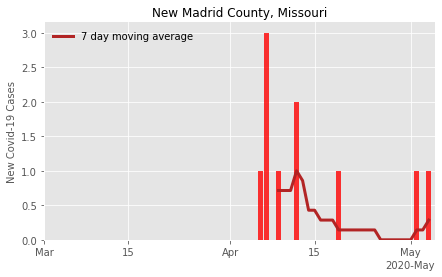 New Madrid County, Missouri
7 day moving average
New Covid-19 Cases
3.0
2.5
2.0
1.5
1.0
0.5
0.0
Mar
15
Apr
15
May
2020-May